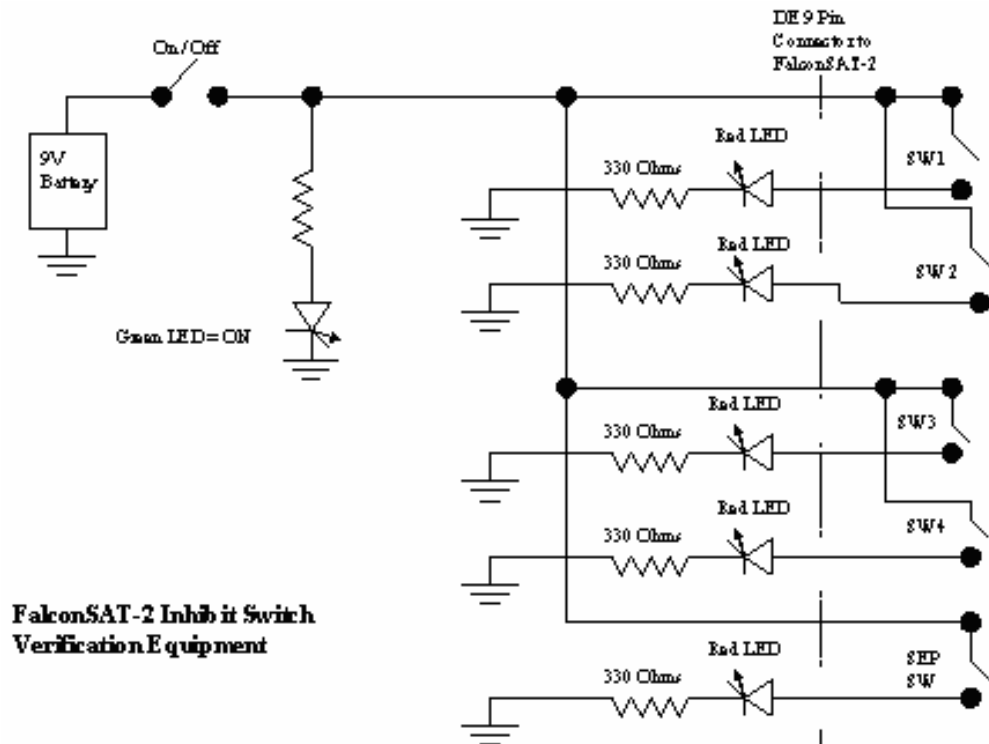 DE 9 Pin
Connector to
FalconSAT-2
On/Off
9V
Battery
Red LED
330 Ohms
SW1
Red LED
330 Ohms
SW2
Green LED= ON
Red LED
330 Ohms
SW3
Red LED
330 Ohms
SW4
FalconSAT-2 Inhibit Switch
Verification Equipment
Red LED
330 Ohms
SEP
SW